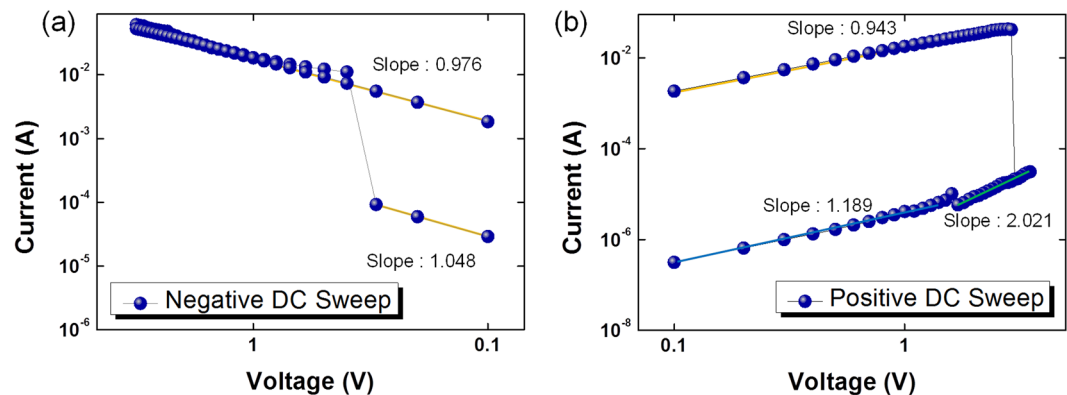 (a)
Slope : 0.976
Slope : 1.048
Negative DC Sweep
Current (A)
10⁻²
10⁻³
10⁻⁴
10⁻⁵
10⁻⁶
1
0.1
Voltage (V)
(b)
Slope : 0.943
Slope : 1.189
Slope : 2.021
Positive DC Sweep
Current (A)
10⁻²
10⁻⁴
10⁻⁶
10⁻⁸
0.1
1
Voltage (V)